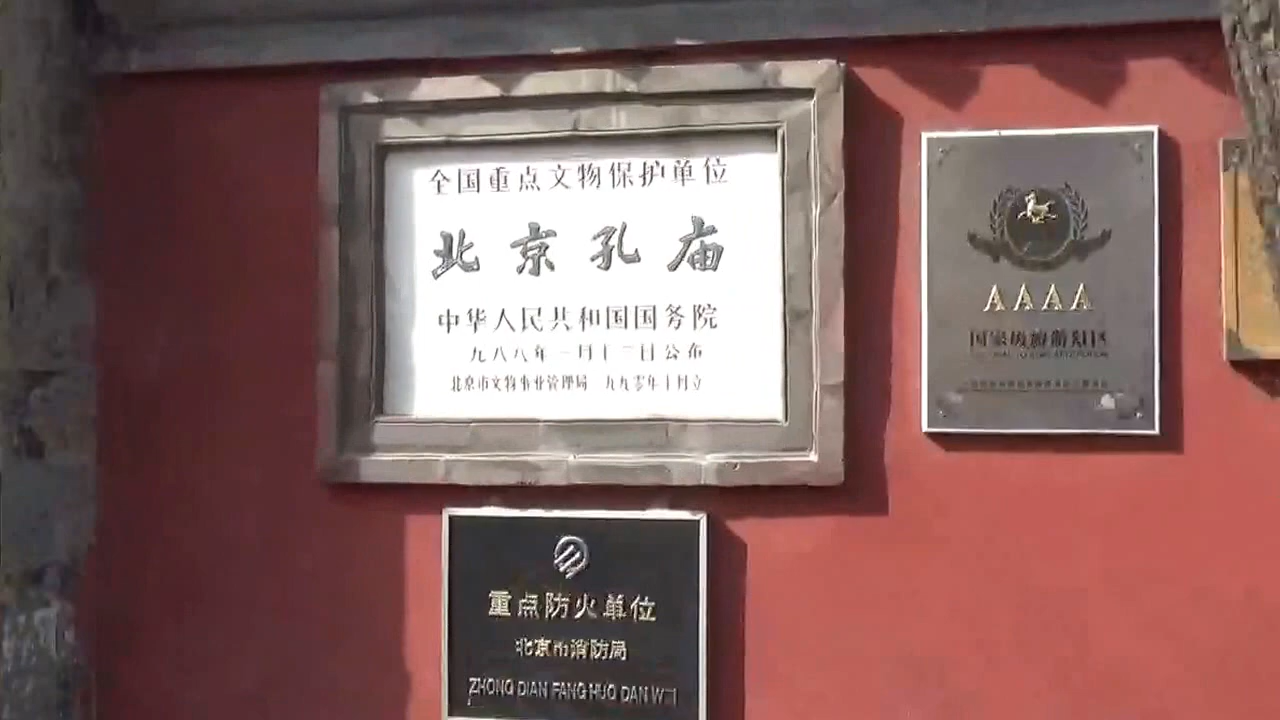 全国重点文物保护单位
北京孔庙
中华人民共和国国务院
一九八八年一月十三日公布
北京市文物事业管理局 一九九零年十月立
AAAA
国家级旅游景区
重点防火单位
北京市消防局
ZHONG DIAN FANG HUO DAN WEI